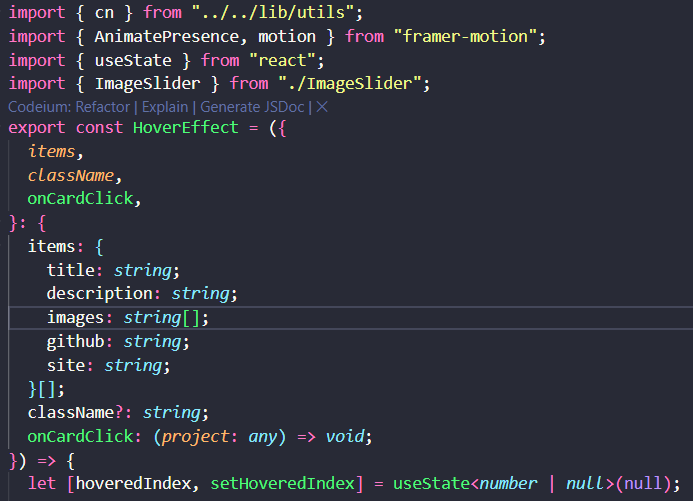 import { cn } from "../../lib/utils";
import { AnimatePresence, motion } from "framer-motion";
import { useState } from "react";
import { ImageSlider } from "./ImageSlider";
Codeium: Refactor | Explain | Generate JSDoc | ✕
export const HoverEffect = ({
  items,
  className,
  onCardClick,
}: {
  items: {
    title: string;
    description: string;
    images: string[];
    github: string;
    site: string;
  }[];
  className?: string;
  onCardClick: (project: any) => void;
}) => {
  let [hoveredIndex, setHoveredIndex] = useState<number | null>(null);